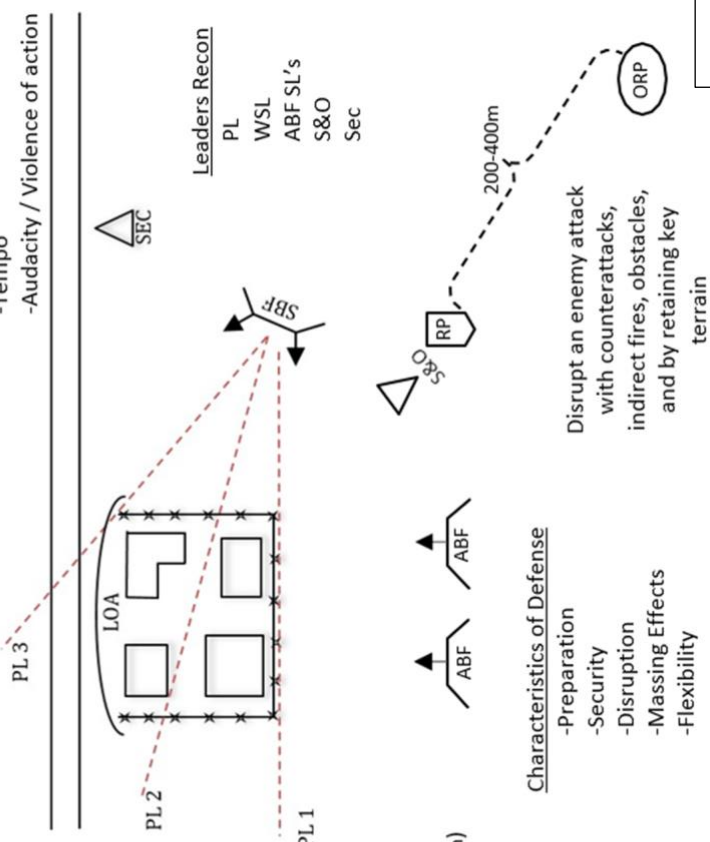 -Tempo
-Audacity / Violence of action
Leaders Recon
PL
WSL
ABF SL's
S&O
Sec
SEC
SBF
200-400m
ORP
RP
S&O
PL 3
LOA
PL 2
PL 1
ABF
ABF
Disrupt an enemy attack
with counterattacks,
indirect fires, obstacles,
and by retaining key
terrain
Characteristics of Defense
-Preparation
-Security
-Disruption
-Massing Effects
-Flexibility